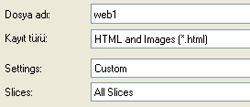 Dosya adı: web1
Kayıt türü: HTML and Images (*.html)
Settings: Custom
Slices: All Slices